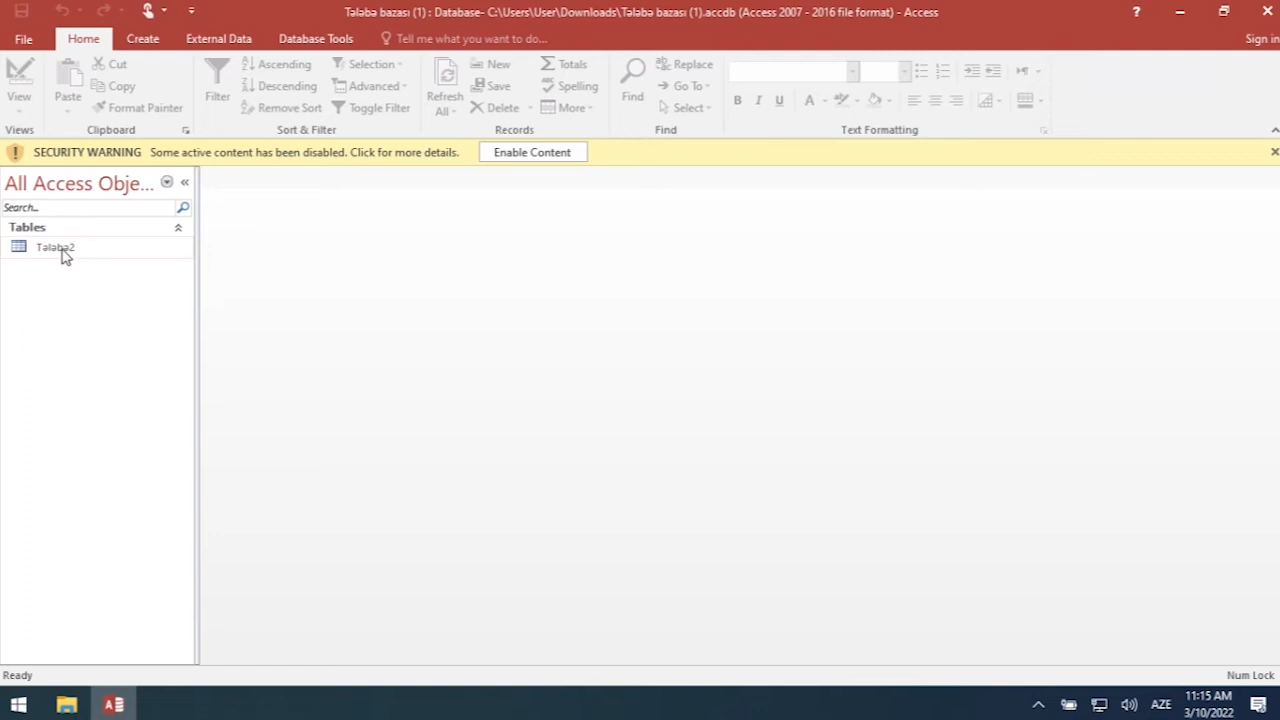 Tələbə bazası (1) : Database- C:\Users\User\Downloads\Tələbə bazası (1).accdb (Access 2007 - 2016 file format) - Access
?
File Home Create External Data Database Tools Tell me what you want to do... Sign in
View
Views
Paste
Cut
Copy
Format Painter
Clipboard
Filter
Ascending
Descending
Remove Sort
Selection
Advanced
Toggle Filter
Sort & Filter
Refresh
All
New
Save
Delete
Totals
Spelling
More
Records
Find
Replace
Go To
Select
Find
B I U A
Text Formatting
SECURITY WARNING Some active content has been disabled. Click for more details. Enable Content
All Access Obje...
Search...
Tables
Tələbə2
Ready
Num Lock
AZE
11:15 AM
3/10/2022